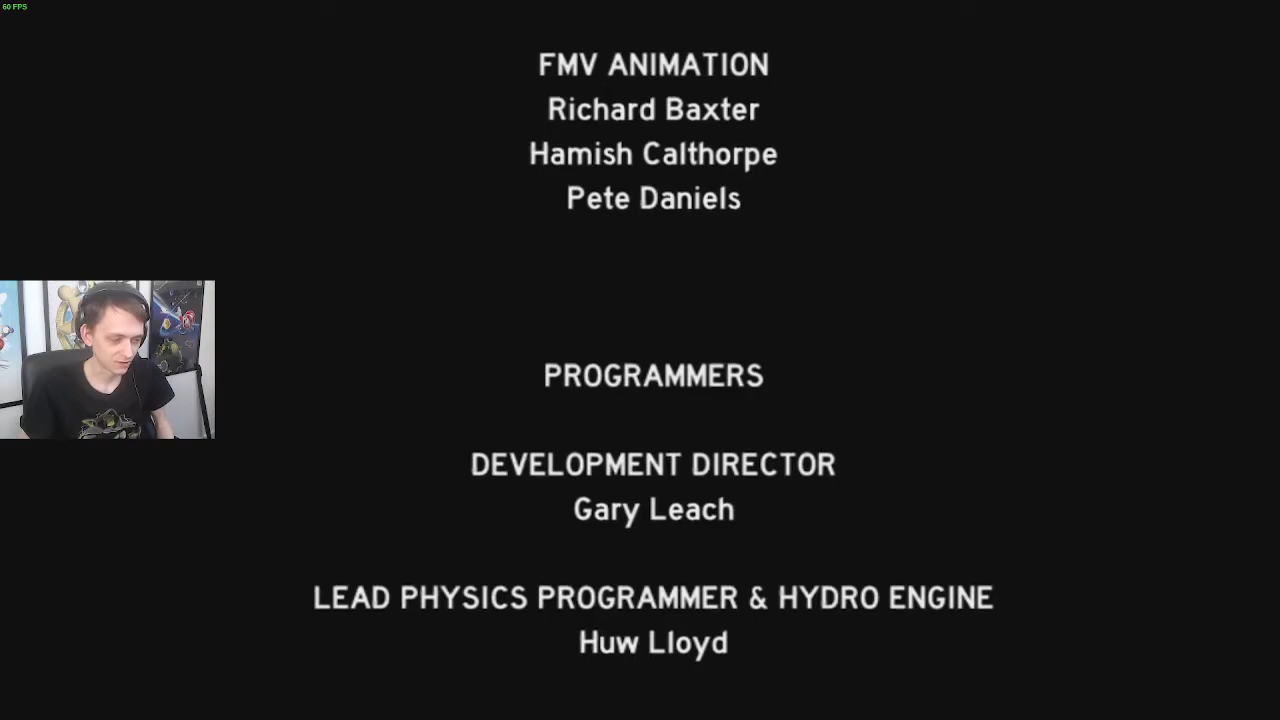 60 FPS
FMV ANIMATION
Richard Baxter
Hamish Calthorpe
Pete Daniels
PROGRAMMERS
DEVELOPMENT DIRECTOR
Gary Leach
LEAD PHYSICS PROGRAMMER & HYDRO ENGINE
Huw Lloyd